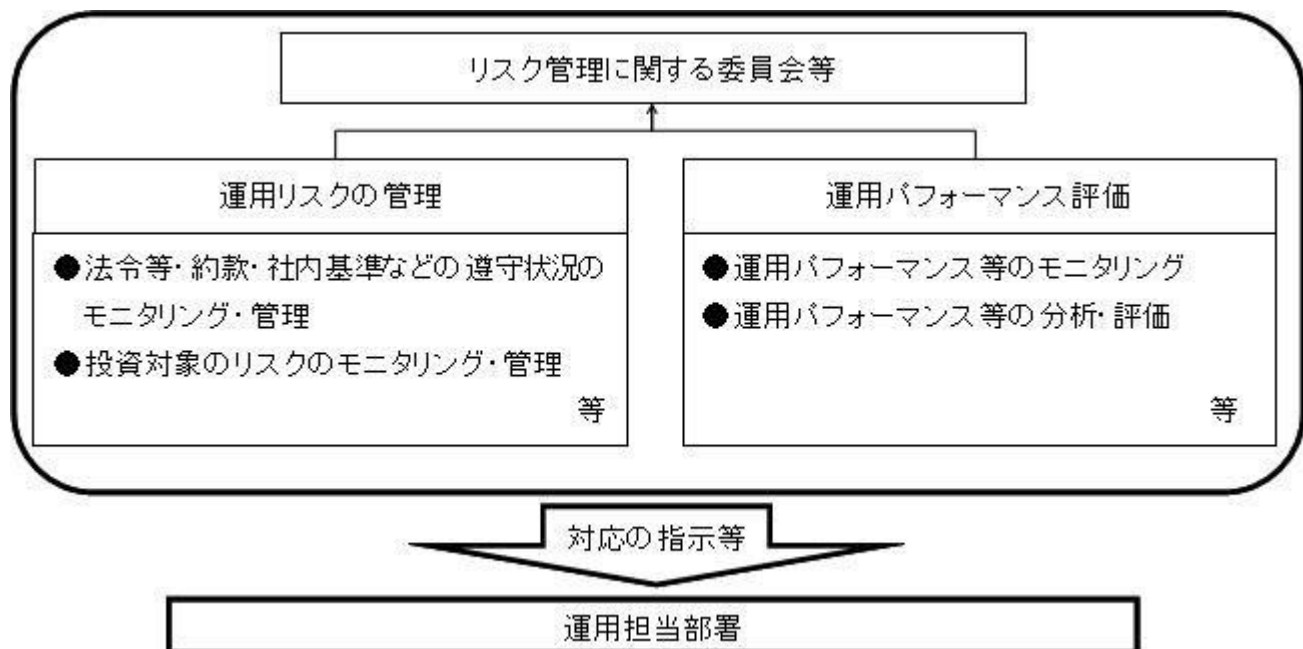 リスク管理に関する委員会等
運用リスクの管理
●法令等・約款・社内基準などの遵守状況の
モニタリング・管理
●投資対象のリスクのモニタリング・管理
等
運用パフォーマンス評価
●運用パフォーマンス等のモニタリング
●運用パフォーマンス等の分析・評価
等
対応の指示等
運用担当部署